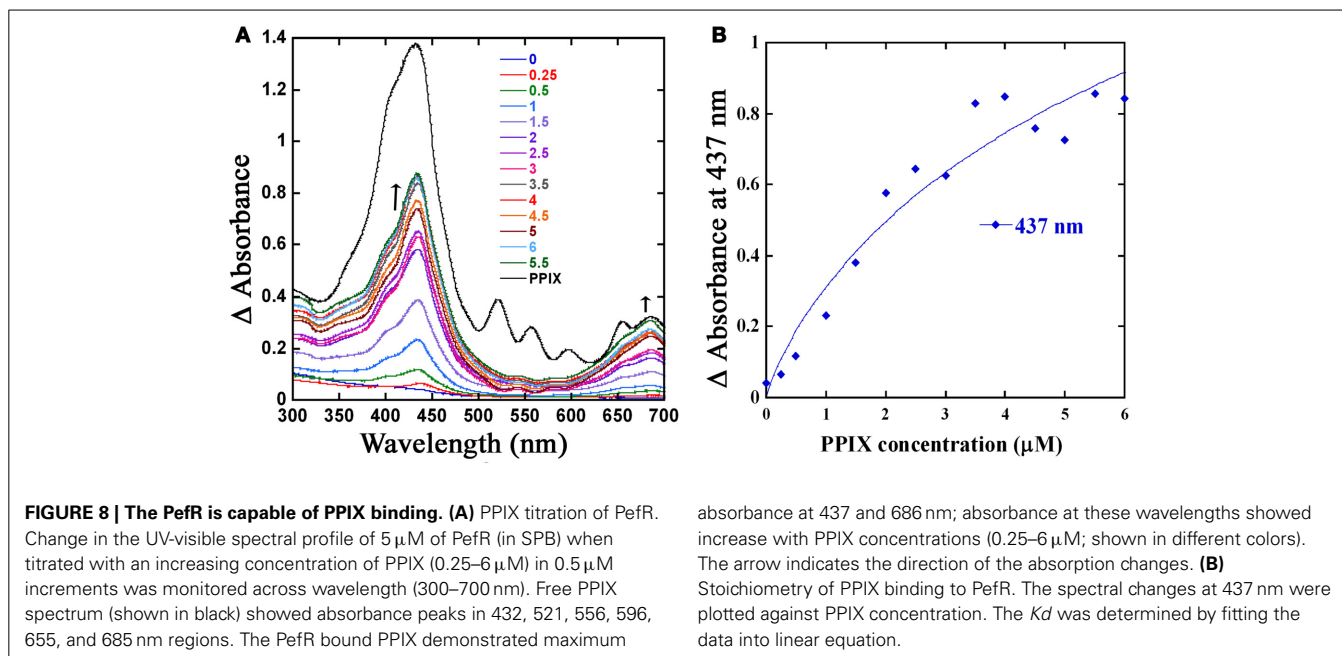 A
1.4
1.2
1
0.8
0.6
0.4
0.2
0
Δ Absorbance
0
0.25
0.5
1
1.5
2
2.5
3
3.5
4
4.5
5
6
5.5
PPIX
300 350 400 450 500 550 600 650 700
Wavelength (nm)
B
1
0.8
0.6
0.4
0.2
0
Δ Absorbance at 437 nm
437 nm
0 1 2 3 4 5 6
PPIX concentration (μM)
FIGURE 8 | The PefR is capable of PPIX binding. (A) PPIX titration of PefR.
Change in the UV-visible spectral profile of 5 μM of PefR (in SPB) when
titrated with an increasing concentration of PPIX (0.25–6 μM) in 0.5 μM
increments was monitored across wavelength (300–700 nm). Free PPIX
spectrum (shown in black) showed absorbance peaks in 432, 521, 556, 596,
655, and 685 nm regions. The PefR bound PPIX demonstrated maximum
absorbance at 437 and 686 nm; absorbance at these wavelengths showed
increase with PPIX concentrations (0.25–6 μM; shown in different colors).
The arrow indicates the direction of the absorption changes. (B)
Stoichiometry of PPIX binding to PefR. The spectral changes at 437 nm were
plotted against PPIX concentration. The Kd was determined by fitting the
data into linear equation.